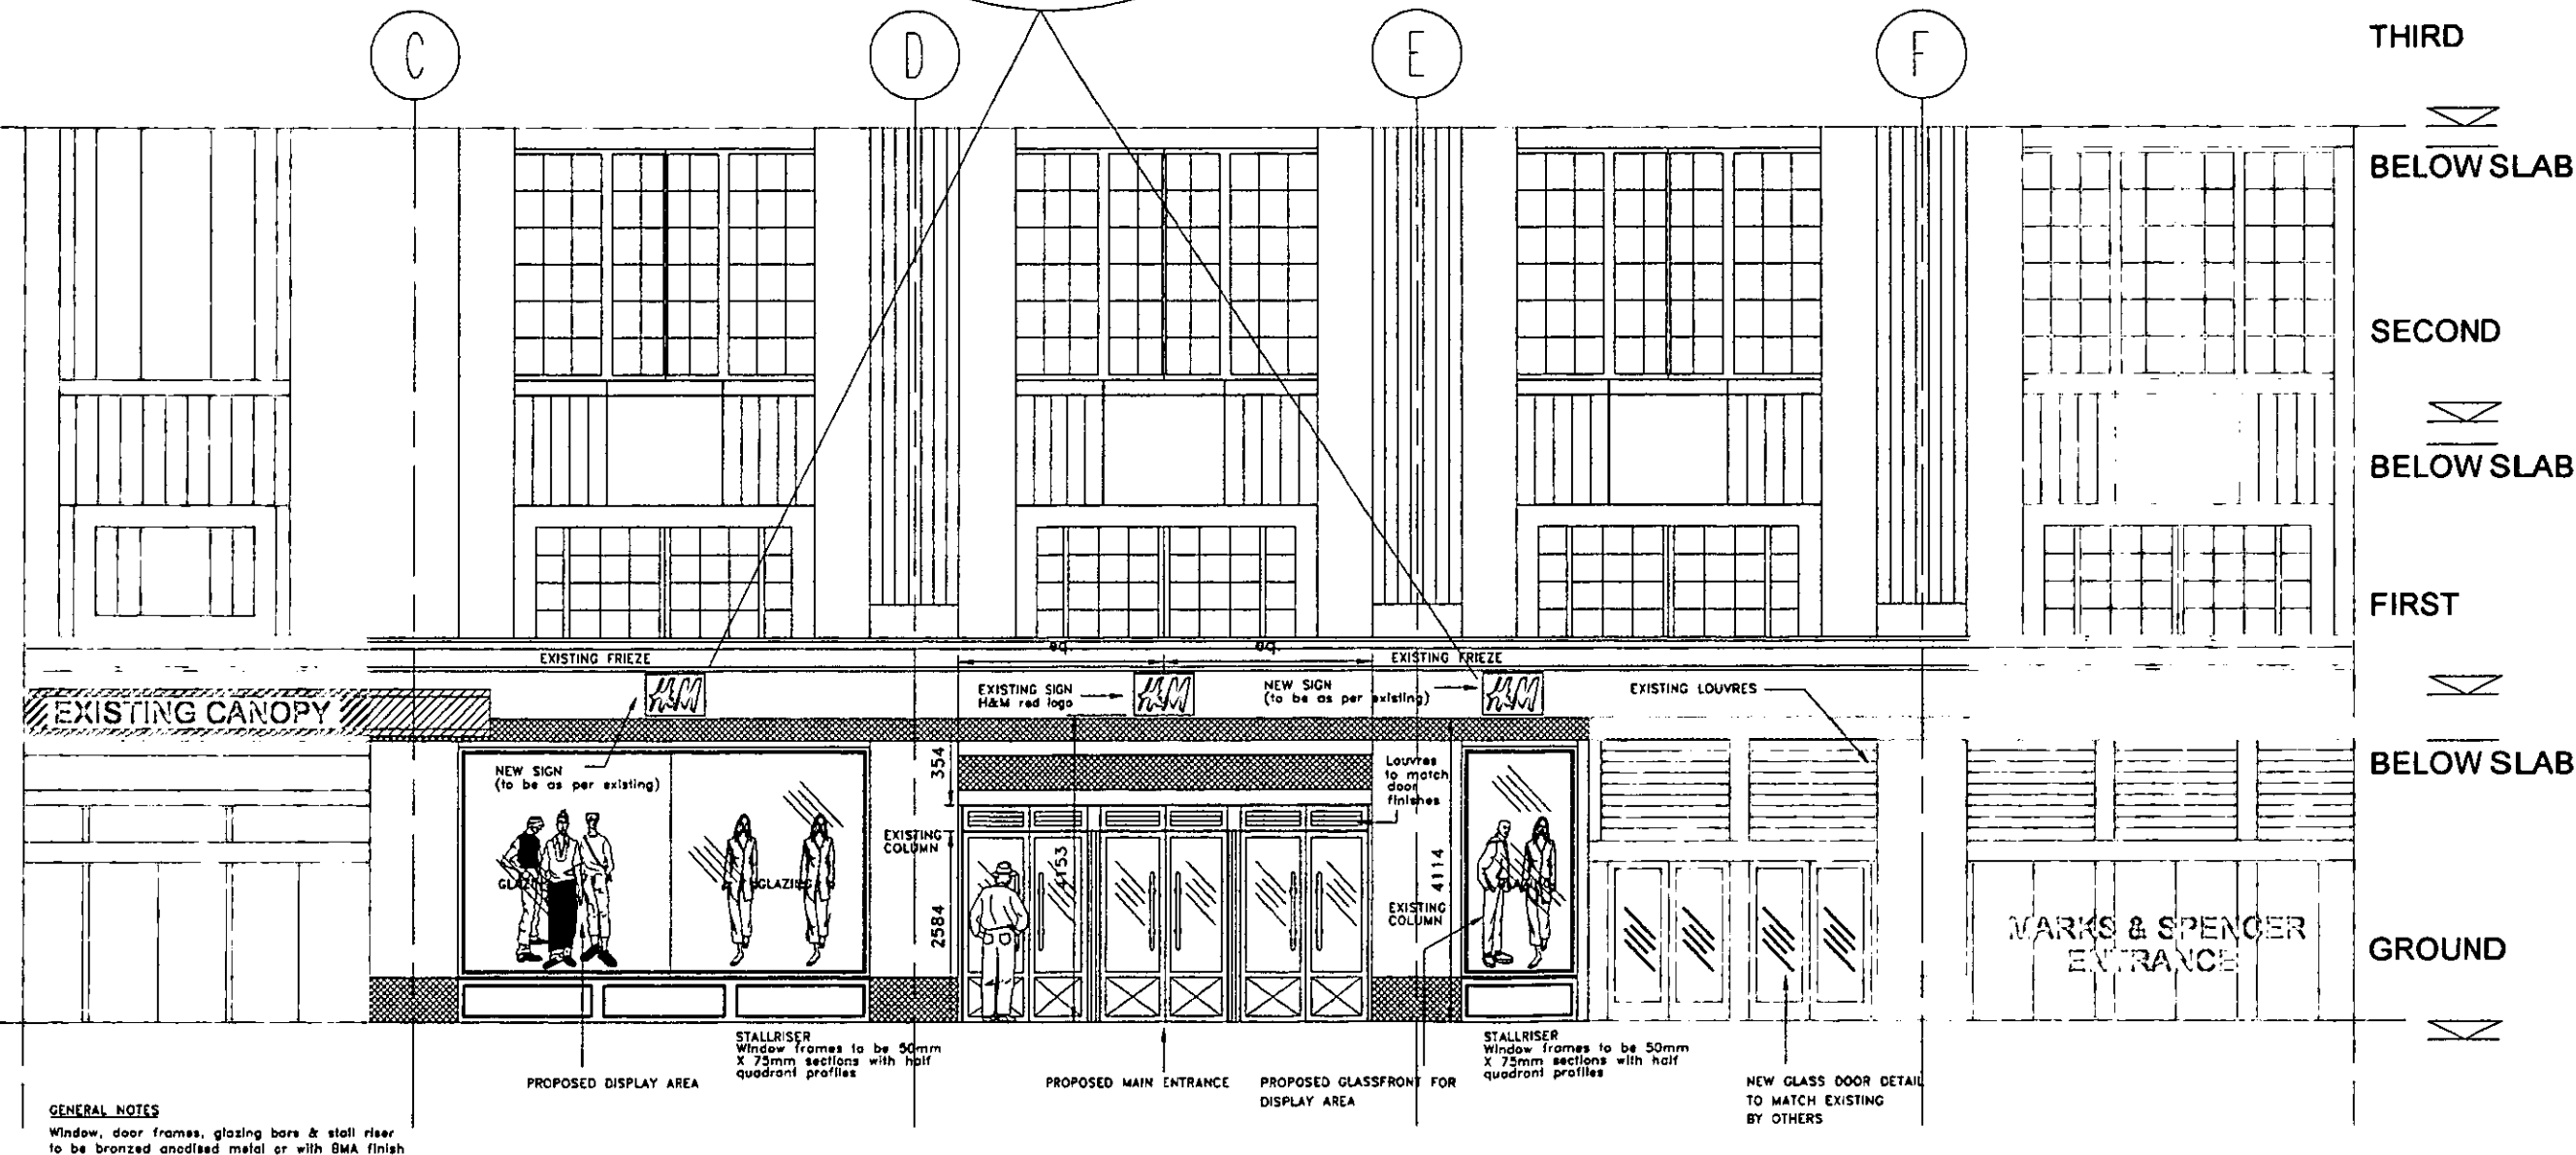 C
D
E
F
THIRD
BELOW SLAB
SECOND
BELOW SLAB
FIRST
BELOW SLAB
GROUND
EXISTING FRIEZE
eq
eq
EXISTING FRIEZE
EXISTING CANOPY
H&M
EXISTING SIGN
H&M red logo
H&M
NEW SIGN
(to be as per existing)
H&M
EXISTING LOUVRES
NEW SIGN
(to be as per existing)
GLAZING
EXISTING
COLUMN
354
2584
4153
Louvres
to match
door
finishes
4114
EXISTING
COLUMN
MARKS & SPENCER
ENTRANCE
STALLRISER
Window frames to be 50mm
X 75mm sections with half
quadrant profiles
STALLRISER
Window frames to be 50mm
X 75mm sections with half
quadrant profiles
PROPOSED DISPLAY AREA
PROPOSED MAIN ENTRANCE
PROPOSED GLASSFRONT FOR
DISPLAY AREA
NEW GLASS DOOR DETAIL
TO MATCH EXISTING
BY OTHERS
GENERAL NOTES
Window, door frames, glazing bars & stall riser
to be bronzed anodised metal or with BMA finish